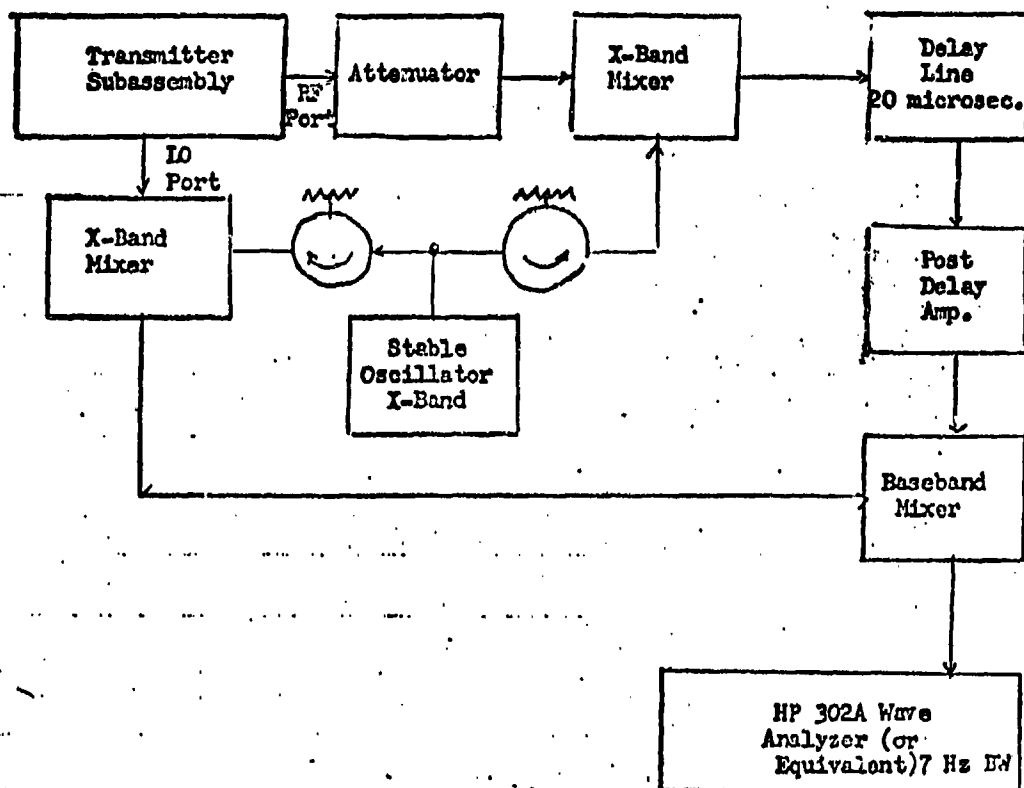 Transmitter
Subassembly
RF
Port
Attenuator
X-Band
Mixer
Delay
Line
20 microsec.
LO
Port
X-Band
Mixer
Post
Delay
Amp.
Stable
Oscillator
X-Band
Baseband
Mixer
HP 302A Wave
Analyzer (or
Equivalent)7 Hz BW